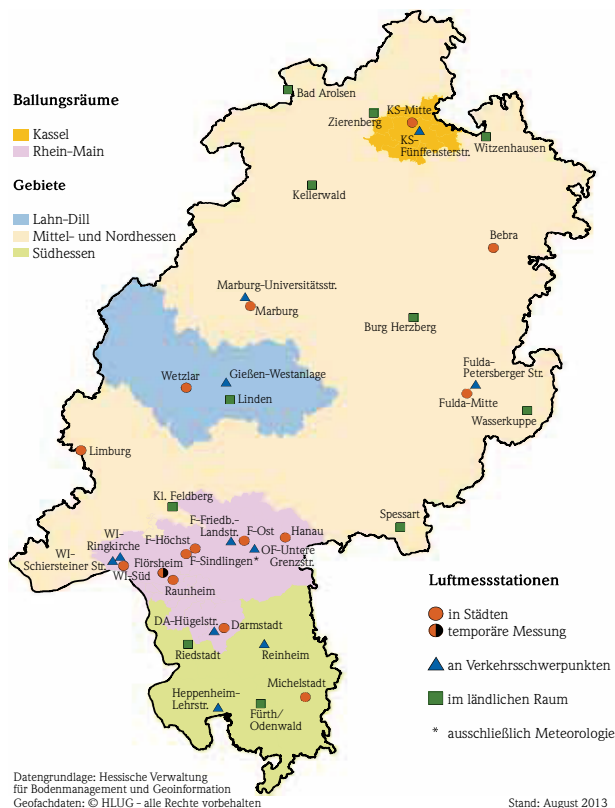 Ballungsräume
Kassel
Rhein-Main
Gebiete
Lahn-Dill
Mittel- und Nordhessen
Südhessen
Bad Arolsen
KS-Mitte
Zierenberg
KS-
Fünffensterstr.
Witzenhausen
Kellerwald
Bebra
Marburg-Universitätsstr.
Marburg
Burg Herzberg
Fulda-
Petersberger Str.
Wetzlar
Gießen-Westanlage
Linden
Fulda-Mitte
Wasserkuppe
Limburg
Kl. Feldberg
Spessart
F-Friedb.-
Landstr.
F-Ost
Hanau
WI-
Ringkirche
F-Höchst
WI-
Schiersteiner Str.
Flörsheim
F-Sindlingen*
OF-Untere
Grenzstr.
WI-Süd
Raunheim
DA-Hügelstr.
Darmstadt
Riedstadt
Reinheim
Michelstadt
Heppenheim-
Lehrstr.
Fürth/
Odenwald
Luftmessstationen
in Städten
temporäre Messung
an Verkehrsschwerpunkten
im ländlichen Raum
* ausschließlich Meteorologie
Datengrundlage: Hessische Verwaltung
für Bodenmanagement und Geoinformation
Geofachdaten: © HLUG - alle Rechte vorbehalten
Stand: August 2013